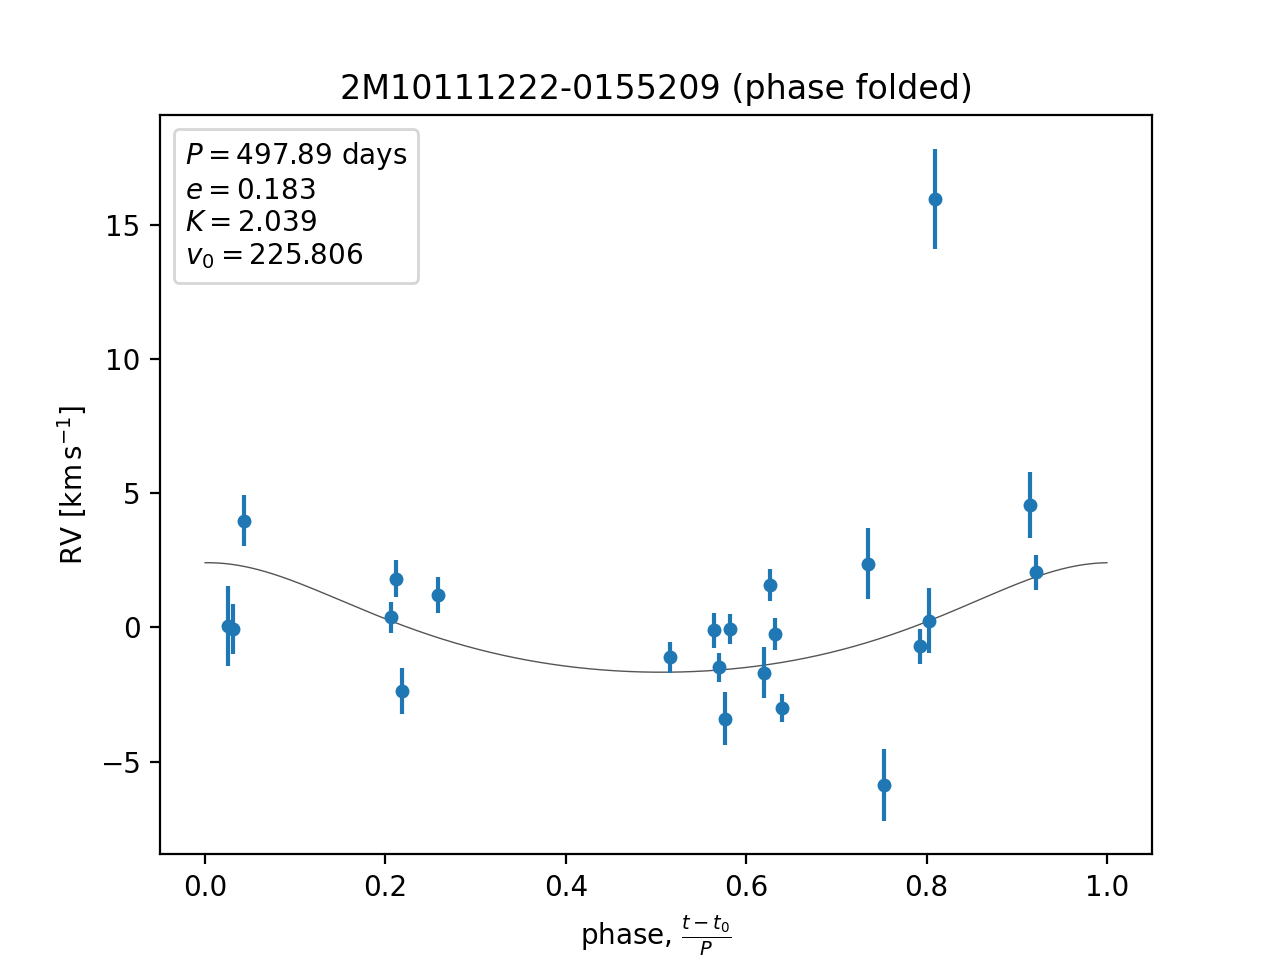 2M10111222-0155209 (phase folded)
P = 497.89 days
e = 0.183
K = 2.039
v₀ = 225.806
15
10
5
0
−5
RV [km s⁻¹]
0.0 0.2 0.4 0.6 0.8 1.0
phase, (t − t₀)/P